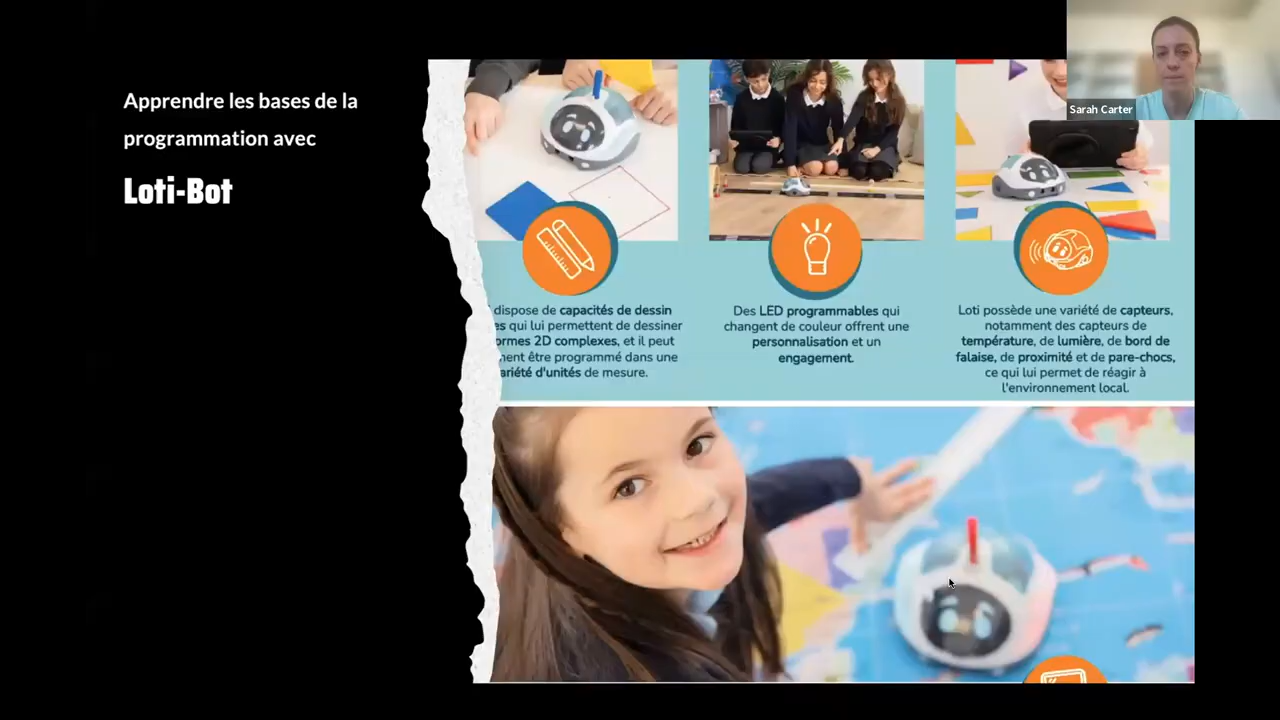 Apprendre les bases de la
programmation avec
Loti-Bot
Sarah Carter
dispose de capacités de dessin
qui lui permettent de dessiner
2D complexes, et il peut
être programmé dans une
d'unités de mesure.
Des LED programmables qui
changent de couleur offrent une
personnalisation et un
engagement.
Loti possède une variété de capteurs,
notamment des capteurs de
température, de lumière, de bord de
falaise, de proximité et de pare-chocs,
ce qui lui permet de réagir à
l'environnement local.